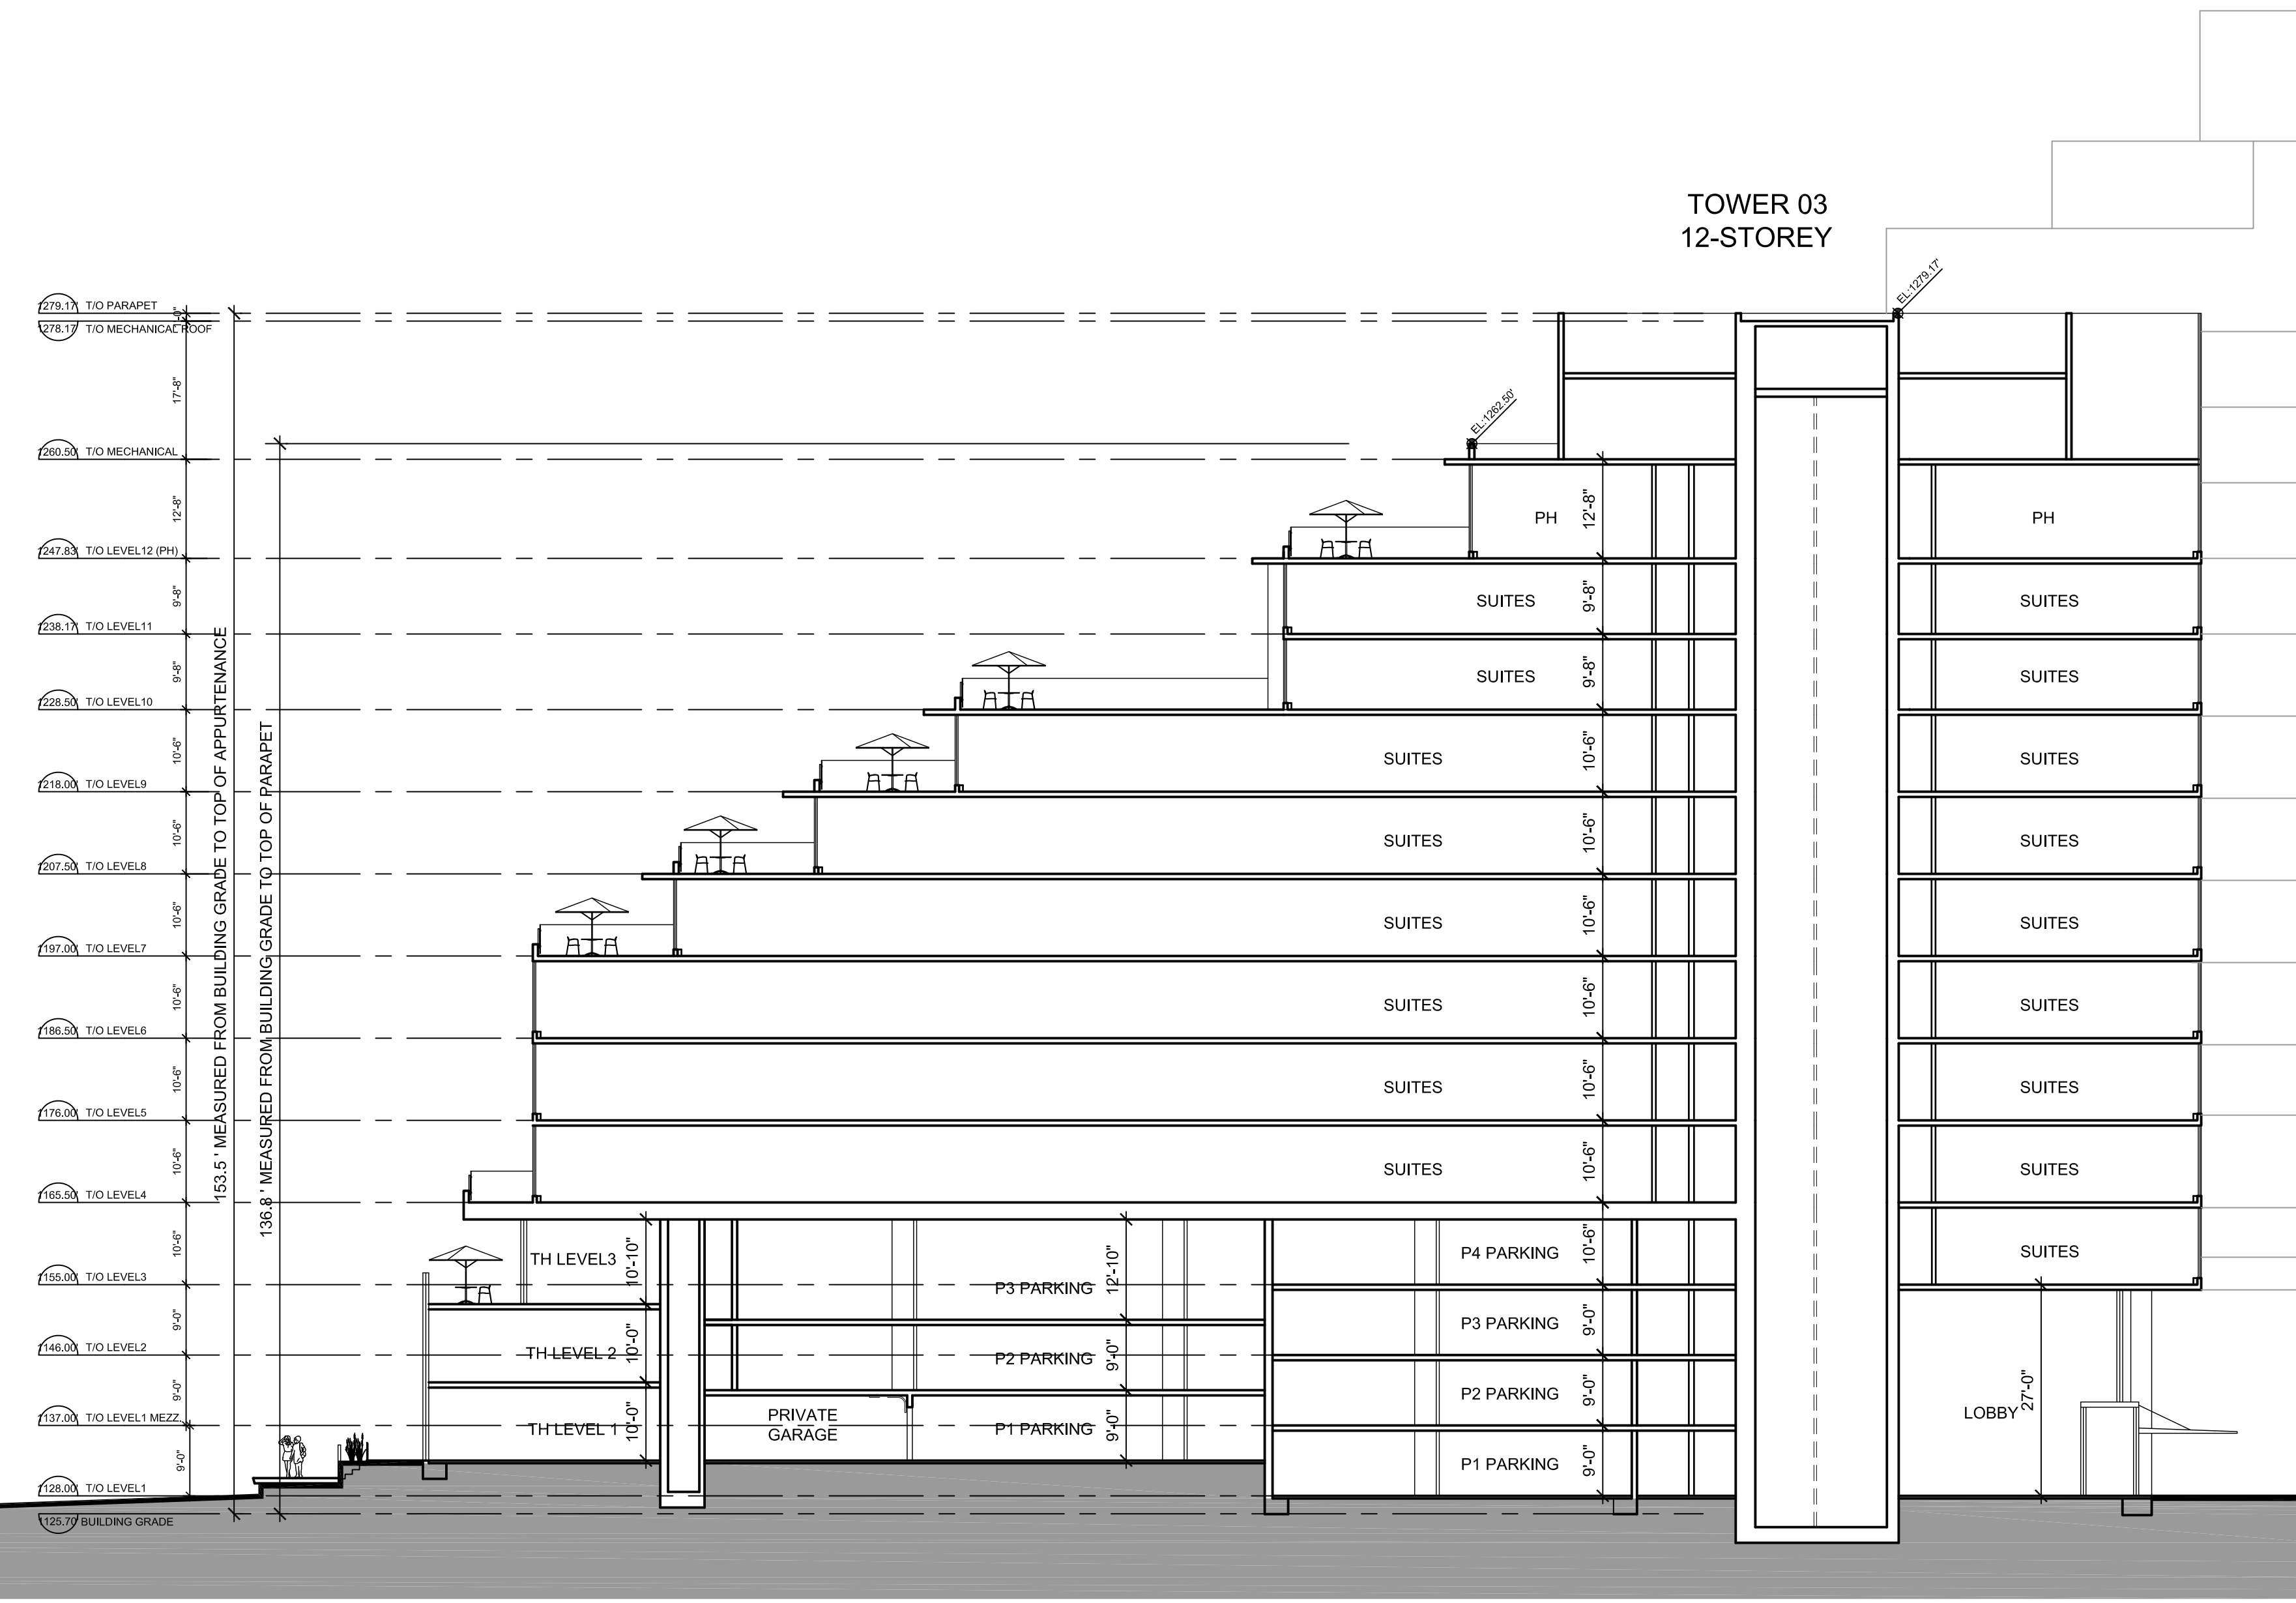 TOWER 03
12-STOREY
EL:1279.17'
1279.17' T/O PARAPET
1'-0"
1278.17' T/O MECHANICAL ROOF
17'-8"
EL:1262.50'
1260.50' T/O MECHANICAL
12'-8"
PH
12'-8"
PH
1247.83' T/O LEVEL12 (PH)
9'-8"
SUITES
9'-8"
SUITES
1238.17' T/O LEVEL11
9'-8"
SUITES
9'-8"
SUITES
1228.50' T/O LEVEL10
10'-6"
SUITES
10'-6"
SUITES
1218.00' T/O LEVEL9
10'-6"
SUITES
10'-6"
SUITES
1207.50' T/O LEVEL8
10'-6"
SUITES
10'-6"
SUITES
1197.00' T/O LEVEL7
10'-6"
SUITES
10'-6"
SUITES
1186.50' T/O LEVEL6
10'-6"
SUITES
10'-6"
SUITES
1176.00' T/O LEVEL5
10'-6"
SUITES
10'-6"
SUITES
1165.50' T/O LEVEL4
153.5 ' MEASURED FROM BUILDING GRADE TO TOP OF APPURTENANCE
136.8 ' MEASURED FROM BUILDING GRADE TO TOP OF PARAPET
10'-6"
TH LEVEL3
10'-10"
P3 PARKING
12'-10"
P4 PARKING
10'-6"
SUITES
1155.00' T/O LEVEL3
9'-0"
TH LEVEL 2
10'-0"
P2 PARKING
9'-0"
P3 PARKING
9'-0"
1146.00' T/O LEVEL2
9'-0"
P2 PARKING
9'-0"
LOBBY
27'-0"
1137.00' T/O LEVEL1 MEZZ.
TH LEVEL 1
10'-0"
PRIVATE
GARAGE
P1 PARKING
9'-0"
P1 PARKING
9'-0"
9'-0"
1128.00' T/O LEVEL1
1125.70' BUILDING GRADE